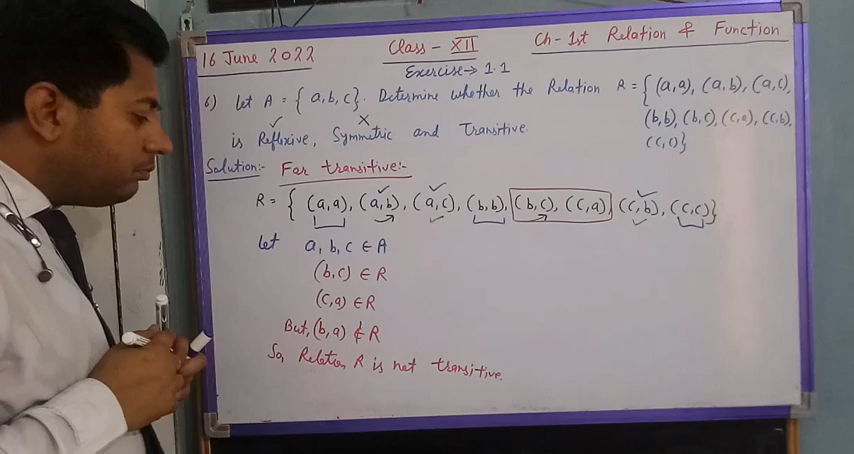 16 June 2022 Class - XII Ch-1st Relation & Function
Exercise → 1.1
6) Let A = { a, b, c }. Determine whether the Relation R = { (a,a), (a,b), (a,c),
(b,b), (b,c), (c,a), (c,b),
(c,c)}
✓ ×
is Reflexive, Symmetric and Transitive.
Solution:- For transitive:-
R = { (a,a), (a,b), (a,c), (b,b), (b,c), (c,a), (c,b), (c,c)}
Let a, b, c ∈ A
(b,c) ∈ R
(c,a) ∈ R
But, (b,a) ∉ R
So, Relation R is not transitive.